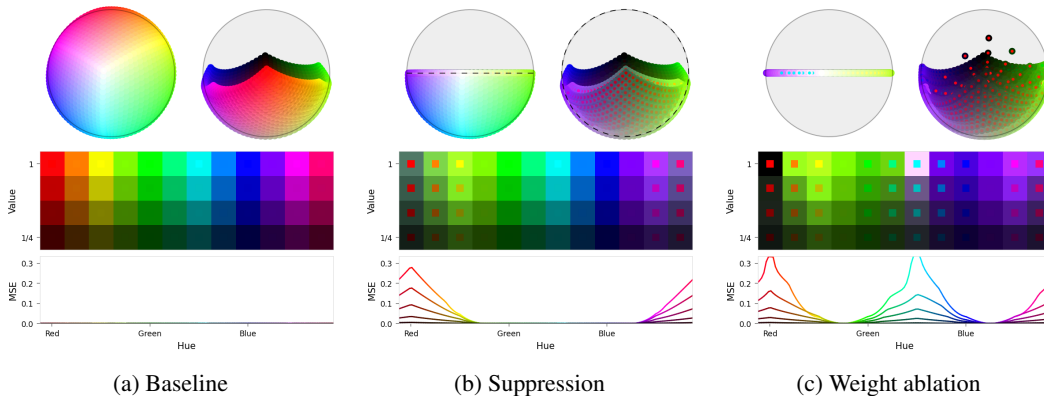 1
Value
1/4
0.3
0.2
0.1
0.0
MSE
Red
Green
Blue
Hue
(a) Baseline
1
Value
1/4
0.3
0.2
0.1
0.0
MSE
Red
Green
Blue
Hue
(b) Suppression
1
Value
1/4
0.3
0.2
0.1
0.0
MSE
Red
Green
Blue
Hue
(c) Weight ablation